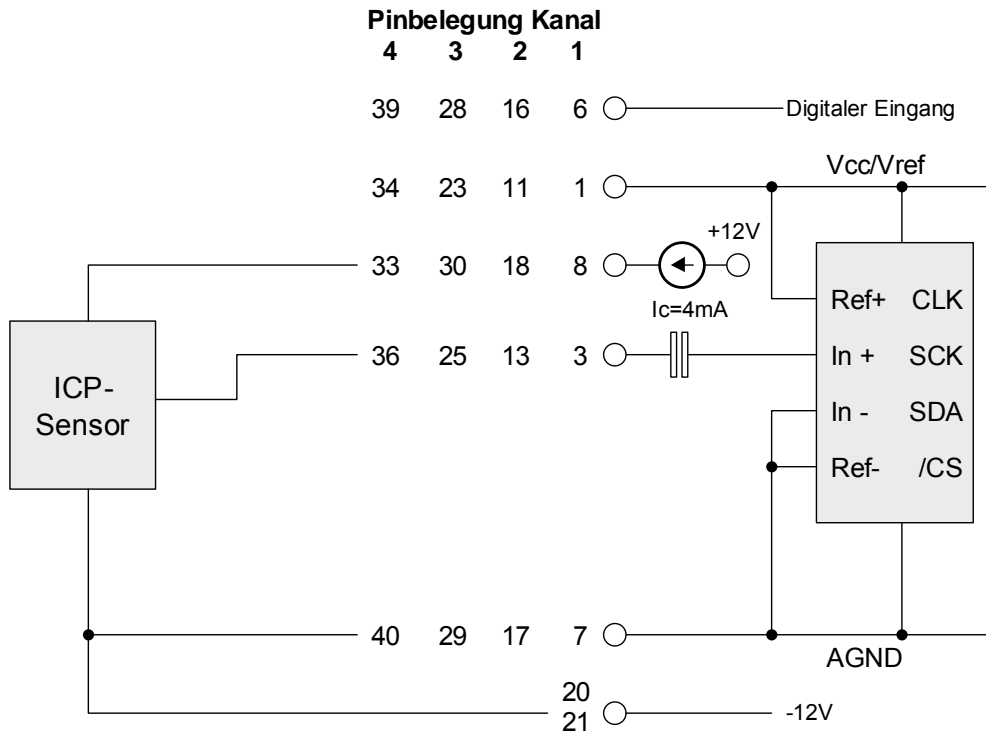 Pinbelegung Kanal
4 3 2 1
39 28 16 6 Digitaler Eingang
Vcc/Vref
34 23 11 1
+12V
33 30 18 8
Ic=4mA
Ref+ CLK
36 25 13 3 In + SCK
ICP-
Sensor
In - SDA
Ref- /CS
40 29 17 7
AGND
20
21 -12V